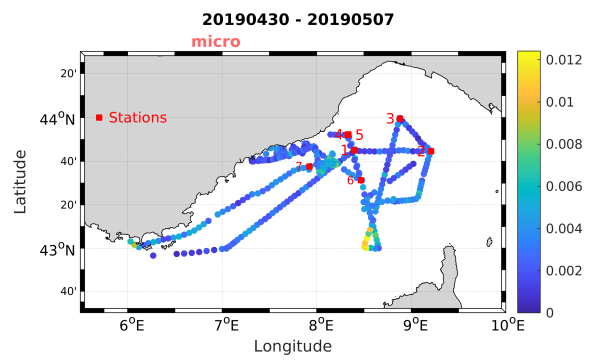 20190430 - 20190507
micro
20'
44°N
40'
20'
43°N
40'
Latitude
Stations
3
4 5
1 2
7
6
6°E 7°E 8°E 9°E 10°E
Longitude
0.012
0.01
0.008
0.006
0.004
0.002
0